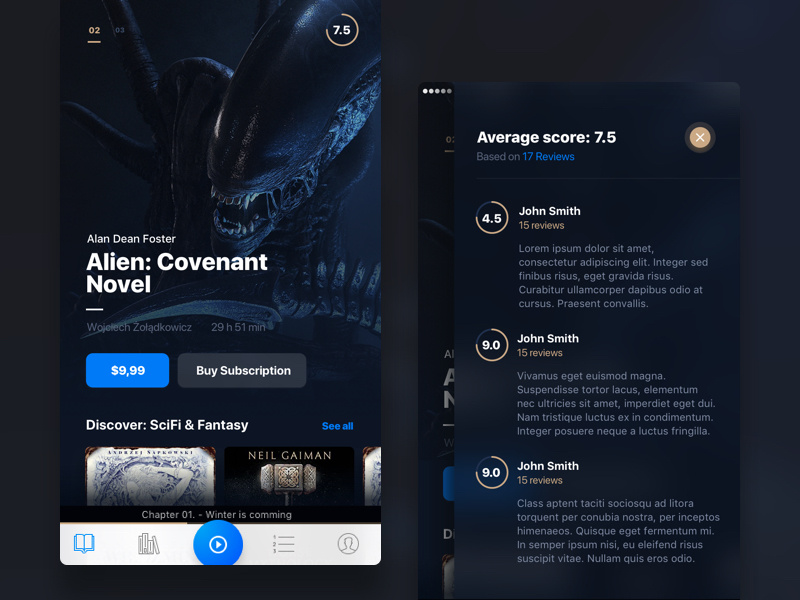 02 03
7.5
Alan Dean Foster
Alien: Covenant
Novel
Wojciech Żołądkowicz 29 h 51 min
$9,99
Buy Subscription
Discover: SciFi & Fantasy
See all
ANDRZEJ NAPKOWSKI
NEIL GAIMAN
Chapter 01. - Winter is comming
1
2
3
Average score: 7.5
Based on 17 Reviews
4.5
John Smith
15 reviews
Lorem ipsum dolor sit amet,
consectetur adipiscing elit. Integer sed
finibus risus, eget gravida risus.
Curabitur ullamcorper dapibus odio at
cursus. Praesent convallis.
9.0
John Smith
15 reviews
Vivamus eget euismod magna.
Suspendisse tortor lacus, elementum
nec ultricies sit amet, imperdiet eget dui.
Nam tristique luctus ex in condimentum.
Integer posuere neque a luctus fringilla.
9.0
John Smith
15 reviews
Class aptent taciti sociosqu ad litora
torquent per conubia nostra, per inceptos
himenaeos. Quisque eget fermentum mi.
In semper ipsum nisi, eu eleifend risus
suscipit vitae. Nullam quis eros odio.